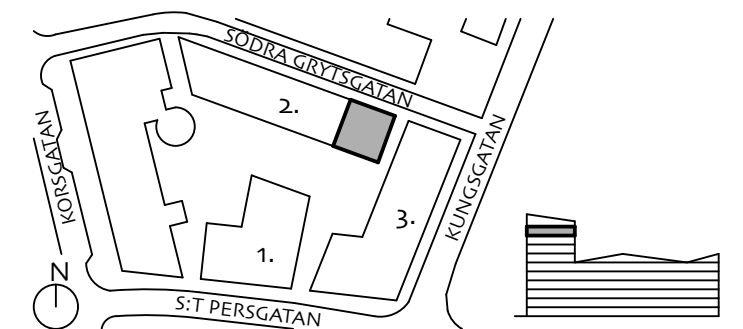 SÖDRA GRYTSGATAN
2.
KORSGATAN
KUNGSGATAN
3.
1.
N
S:T PERSGATAN